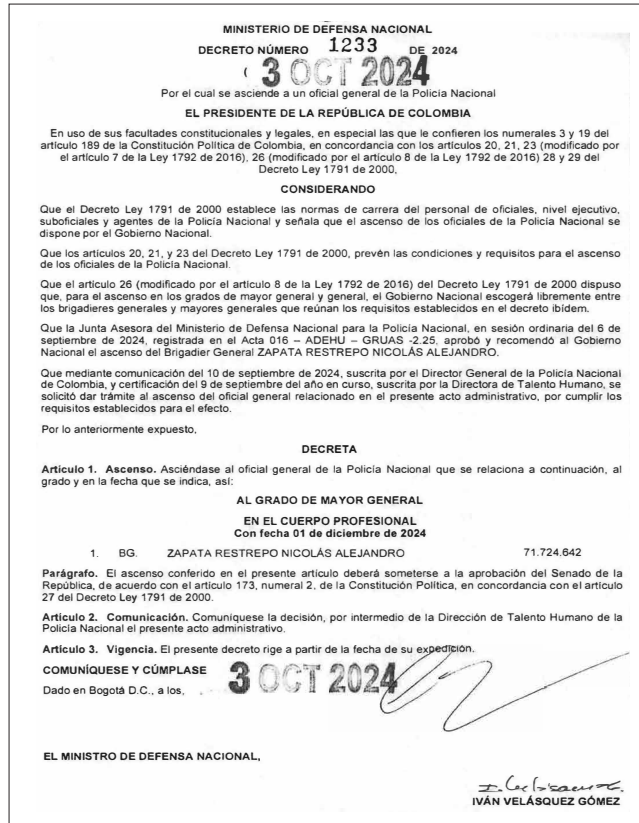 MINISTERIO DE DEFENSA NACIONAL
DECRETO NÚMERO 1233 DE 2024
( 3 OCT 2024
Por el cual se asciende a un oficial general de la Policía Nacional
EL PRESIDENTE DE LA REPÚBLICA DE COLOMBIA
En uso de sus facultades constitucionales y legales, en especial las que le confieren los numerales 3 y 19 del
artículo 189 de la Constitución Política de Colombia, en concordancia con los artículos 20, 21, 23 (modificado por
el artículo 7 de la Ley 1792 de 2016), 26 (modificado por el artículo 8 de la Ley 1792 de 2016) 28 y 29 del
Decreto Ley 1791 de 2000,
CONSIDERANDO
Que el Decreto Ley 1791 de 2000 establece las normas de carrera del personal de oficiales, nivel ejecutivo,
suboficiales y agentes de la Policía Nacional y señala que el ascenso de los oficiales de la Policía Nacional se
dispone por el Gobierno Nacional.
Que los artículos 20, 21, y 23 del Decreto Ley 1791 de 2000, prevén las condiciones y requisitos para el ascenso
de los oficiales de la Policía Nacional.
Que el artículo 26 (modificado por el artículo 8 de la Ley 1792 de 2016) del Decreto Ley 1791 de 2000 dispuso
que, para el ascenso en los grados de mayor general y general, el Gobierno Nacional escogerá libremente entre
los brigadieres generales y mayores generales que reúnan los requisitos establecidos en el decreto ibídem.
Que la Junta Asesora del Ministerio de Defensa Nacional para la Policía Nacional, en sesión ordinaria del 6 de
septiembre de 2024, registrada en el Acta 016 – ADEHU – GRUAS -2.25, aprobó y recomendó al Gobierno
Nacional el ascenso del Brigadier General ZAPATA RESTREPO NICOLÁS ALEJANDRO.
Que mediante comunicación del 10 de septiembre de 2024, suscrita por el Director General de la Policía Nacional
de Colombia, y certificación del 9 de septiembre del año en curso, suscrita por la Directora de Talento Humano, se
solicitó dar trámite al ascenso del oficial general relacionado en el presente acto administrativo, por cumplir los
requisitos establecidos para el efecto.
Por lo anteriormente expuesto,
DECRETA
Artículo 1. Ascenso. Asciéndase al oficial general de la Policía Nacional que se relaciona a continuación, al
grado y en la fecha que se indica, así:
AL GRADO DE MAYOR GENERAL
EN EL CUERPO PROFESIONAL
Con fecha 01 de diciembre de 2024
1. BG. ZAPATA RESTREPO NICOLÁS ALEJANDRO 71.724.642
Parágrafo. El ascenso conferido en el presente artículo deberá someterse a la aprobación del Senado de la
República, de acuerdo con el artículo 173, numeral 2, de la Constitución Política, en concordancia con el artículo
27 del Decreto Ley 1791 de 2000.
Artículo 2. Comunicación. Comuníquese la decisión, por intermedio de la Dirección de Talento Humano de la
Policía Nacional el presente acto administrativo.
Artículo 3. Vigencia. El presente decreto rige a partir de la fecha de su expedición.
COMUNÍQUESE Y CÚMPLASE
Dado en Bogotá D.C., a los, 3 OCT 2024
EL MINISTRO DE DEFENSA NACIONAL,
IVÁN VELÁSQUEZ GÓMEZ